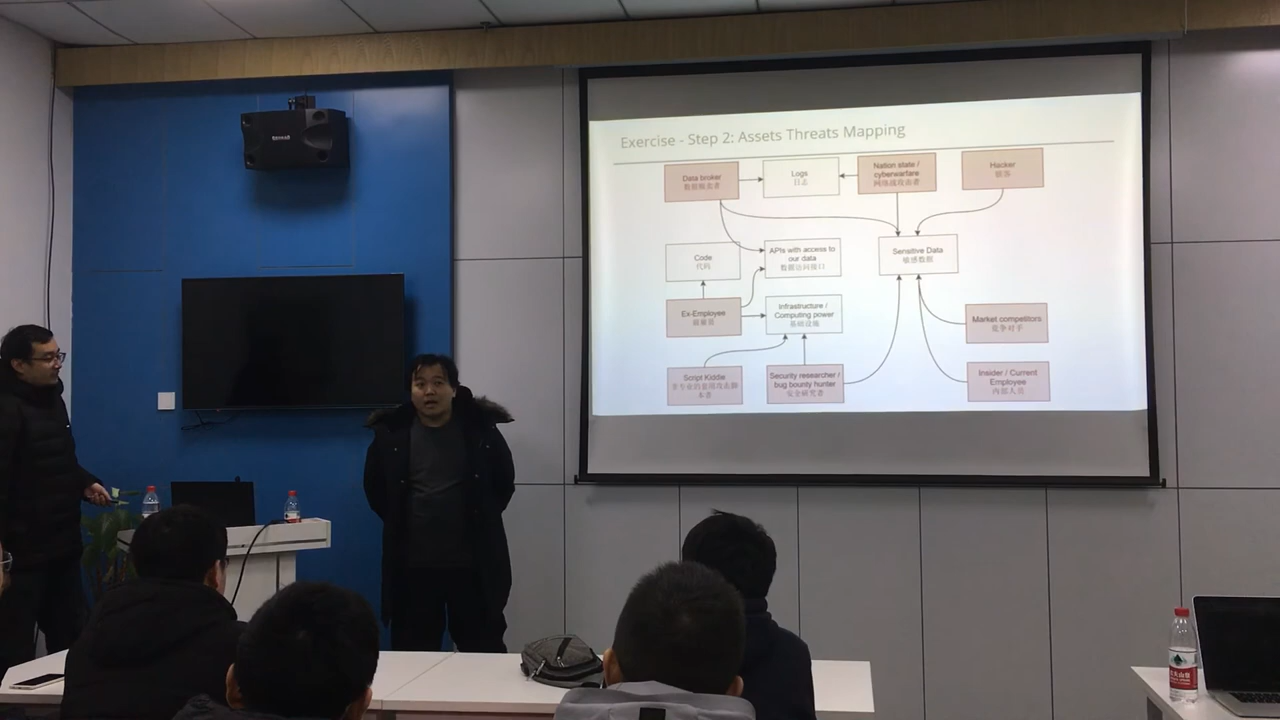 Exercise - Step 2: Assets Threats Mapping
Data broker
数据贩卖者
Logs
日志
Nation state /
cyberwarfare
网络战攻击者
Hacker
骇客
Code
代码
APIs with access to
our data
数据访问接口
Sensitive Data
敏感数据
Ex-Employee
前雇员
Infrastructure /
Computing power
基础设施
Market competitors
竞争对手
Script Kiddie
本者
Security researcher /
bug bounty hunter
安全研究者
Insider / Current
Employee
内部人员